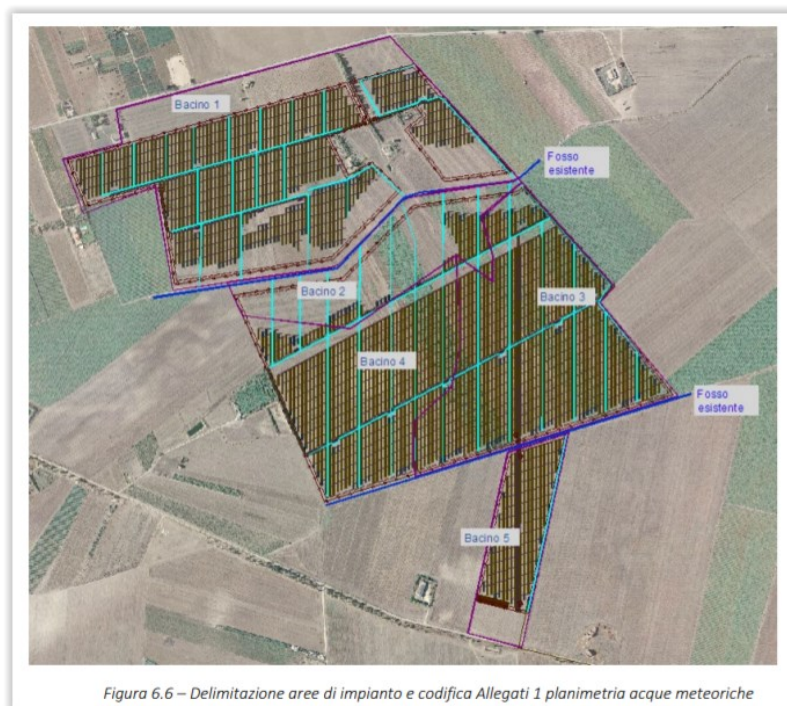 Bacino 1
Fosso
esistente
Bacino 2
Bacino 3
Bacino 4
Fosso
esistente
Bacino 5
Figura 6.6 – Delimitazione aree di impianto e codifica Allegati 1 planimetria acque meteoriche